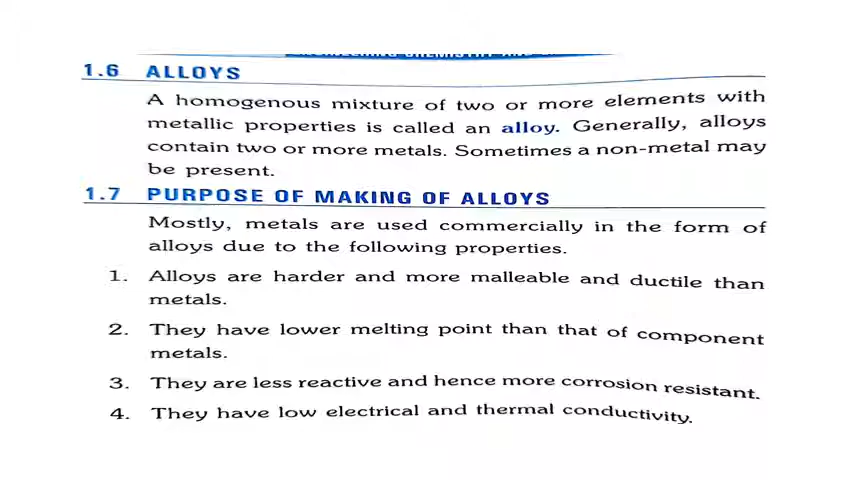 1.6 ALLOYS
A homogenous mixture of two or more elements with
metallic properties is called an alloy. Generally, alloys
contain two or more metals. Sometimes a non-metal may
be present.
1.7 PURPOSE OF MAKING OF ALLOYS
Mostly, metals are used commercially in the form of
alloys due to the following properties.
1. Alloys are harder and more malleable and ductile than
metals.
2. They have lower melting point than that of component
metals.
3. They are less reactive and hence more corrosion resistant.
4. They have low electrical and thermal conductivity.